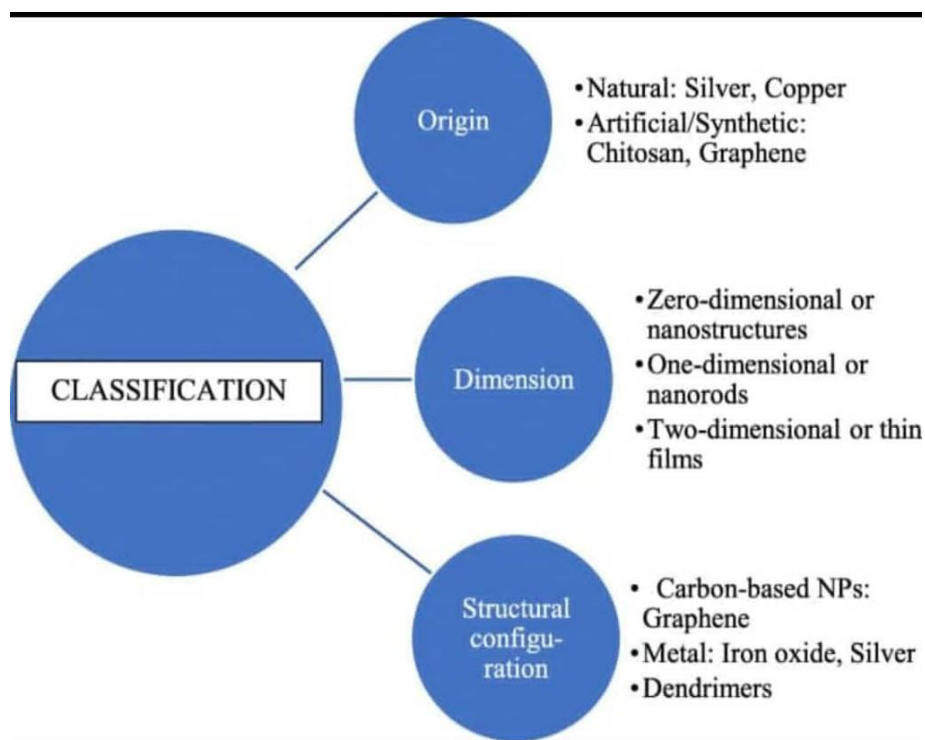 Origin
•Natural: Silver, Copper
•Artificial/Synthetic:
Chitosan, Graphene
CLASSIFICATION
Dimension
•Zero-dimensional or
nanostructures
•One-dimensional or
nanorods
•Two-dimensional or thin
films
Structural
configu-
ration
• Carbon-based NPs:
Graphene
•Metal: Iron oxide, Silver
•Dendrimers